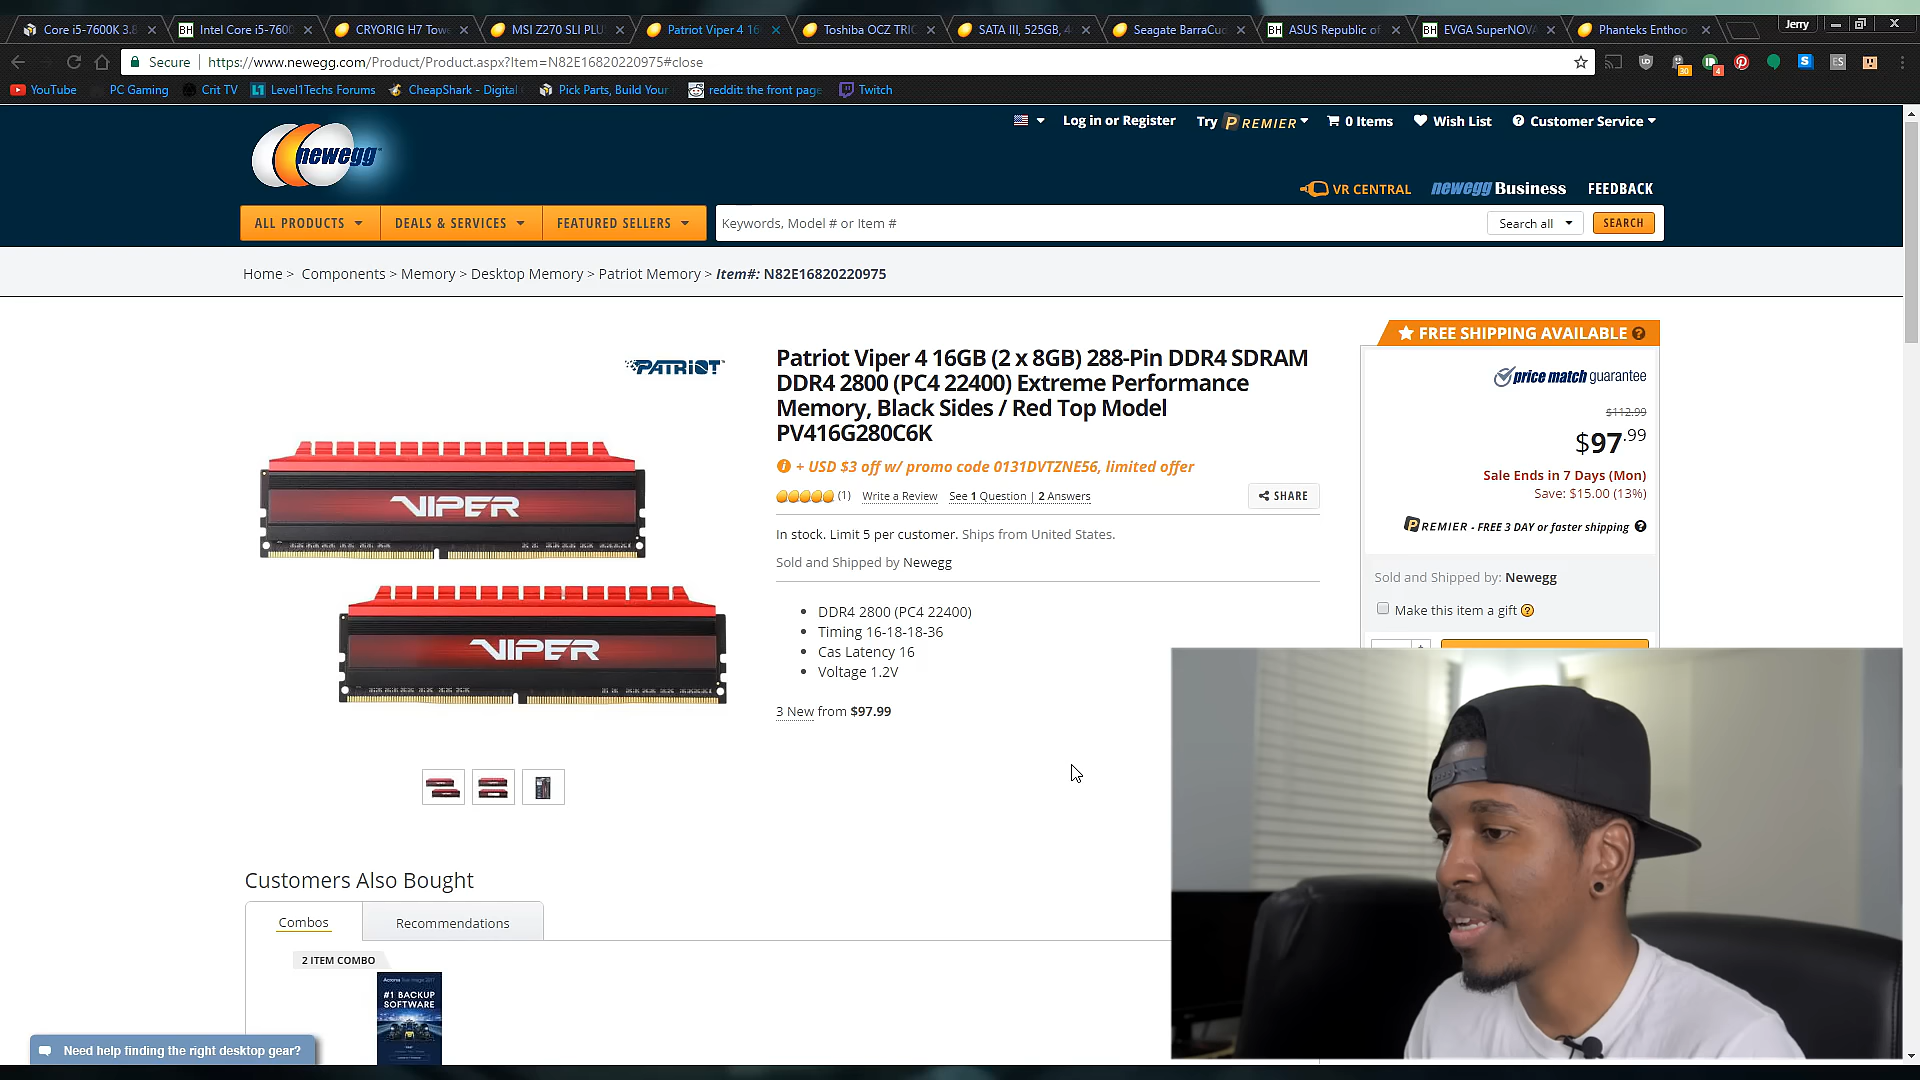 Core i5-7600K 3.8
Intel Core i5-7600
CRYORIG H7 Tow
MSI Z270 SLI PLU
Patriot Viper 4 16
Toshiba OCZ TRI
SATA III, 525GB, 4
Seagate BarraCud
ASUS Republic of
EVGA SuperNOVA
Phanteks Enthoo
Jerry
Secure
https://www.newegg.com/Product/Product.aspx?Item=N82E16820220975#close
YouTube
PC Gaming
Crit TV
Level1Techs Forums
CheapShark - Digital
Pick Parts, Build Your
reddit: the front page
Twitch
newegg
Log in or Register
Try PREMIER
0 Items
Wish List
Customer Service
VR CENTRAL
newegg Business
FEEDBACK
ALL PRODUCTS
DEALS & SERVICES
FEATURED SELLERS
Keywords, Model # or Item #
Search all
SEARCH
Home > Components > Memory > Desktop Memory > Patriot Memory > Item#: N82E16820220975
PATRIOT
VIPER
VIPER
Patriot Viper 4 16GB (2 x 8GB) 288-Pin DDR4 SDRAM
DDR4 2800 (PC4 22400) Extreme Performance
Memory, Black Sides / Red Top Model
PV416G280C6K
+ USD $3 off w/ promo code 0131DVTZNE56, limited offer
(1) Write a Review See 1 Question | 2 Answers
SHARE
In stock. Limit 5 per customer. Ships from United States.
Sold and Shipped by Newegg
• DDR4 2800 (PC4 22400)
• Timing 16-18-18-36
• Cas Latency 16
• Voltage 1.2V
3 New from $97.99
FREE SHIPPING AVAILABLE
price match guarantee
$112.99
$97.99
Sale Ends in 7 Days (Mon)
Save: $15.00 (13%)
PREMIER - FREE 3 DAY or faster shipping
Sold and Shipped by: Newegg
Make this item a gift
Customers Also Bought
Combos
Recommendations
2 ITEM COMBO
#1 BACKUP
SOFTWARE
Need help finding the right desktop gear?